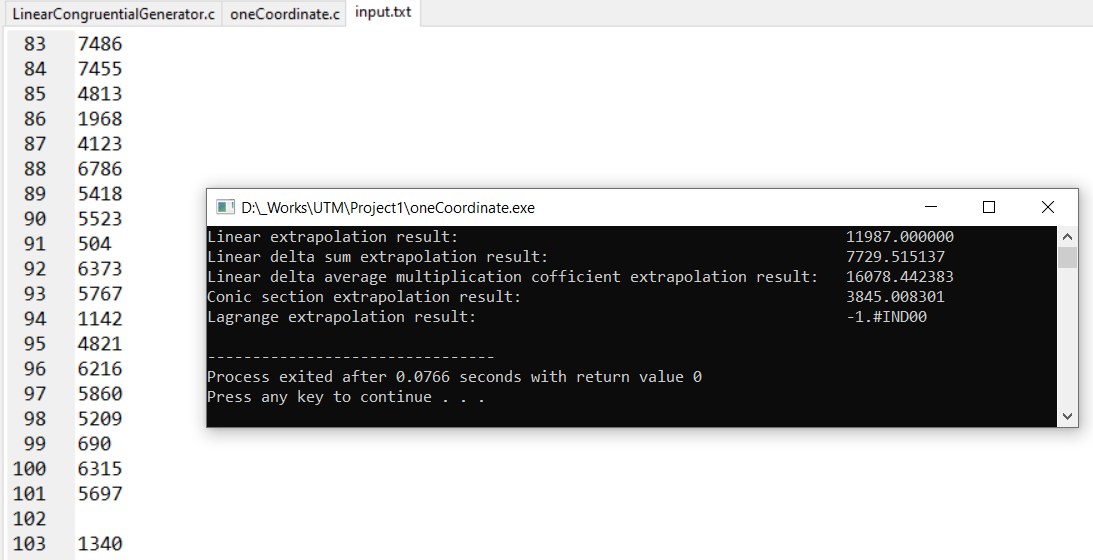 LinearCongruentialGenerator.c oneCoordinate.c input.txt
83 7486
84 7455
85 4813
86 1968
87 4123
88 6786
89 5418
90 5523
91 504
92 6373
93 5767
94 1142
95 4821
96 6216
97 5860
98 5209
99 690
100 6315
101 5697
102
103 1340
D:\_Works\UTM\Project1\oneCoordinate.exe
Linear extrapolation result: 11987.000000
Linear delta sum extrapolation result: 7729.515137
Linear delta average multiplication cofficient extrapolation result: 16078.442383
Conic section extrapolation result: 3845.008301
Lagrange extrapolation result: -1.#IND00
--------------------------------
Process exited after 0.0766 seconds with return value 0
Press any key to continue . . .